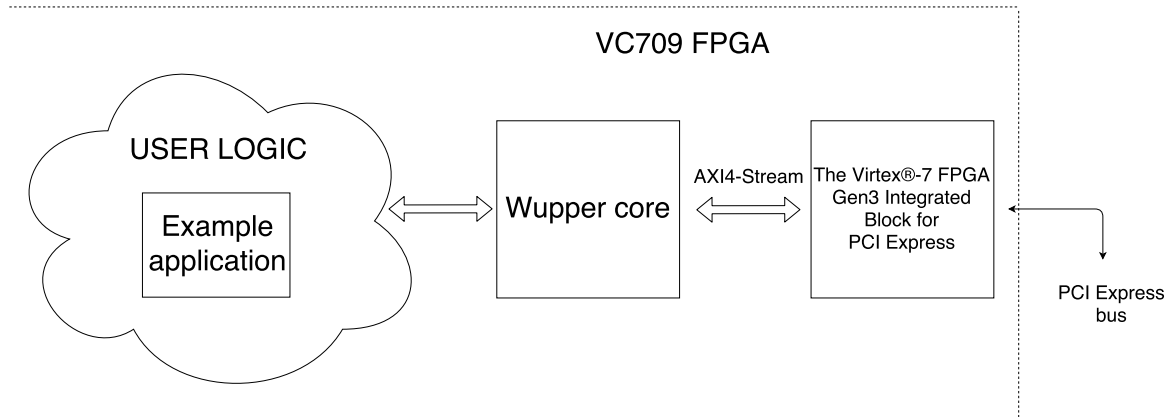 VC709 FPGA
USER LOGIC
Example
application
Wupper core
AXI4-Stream
The Virtex®-7 FPGA
Gen3 Integrated
Block for
PCI Express
PCI Express
bus